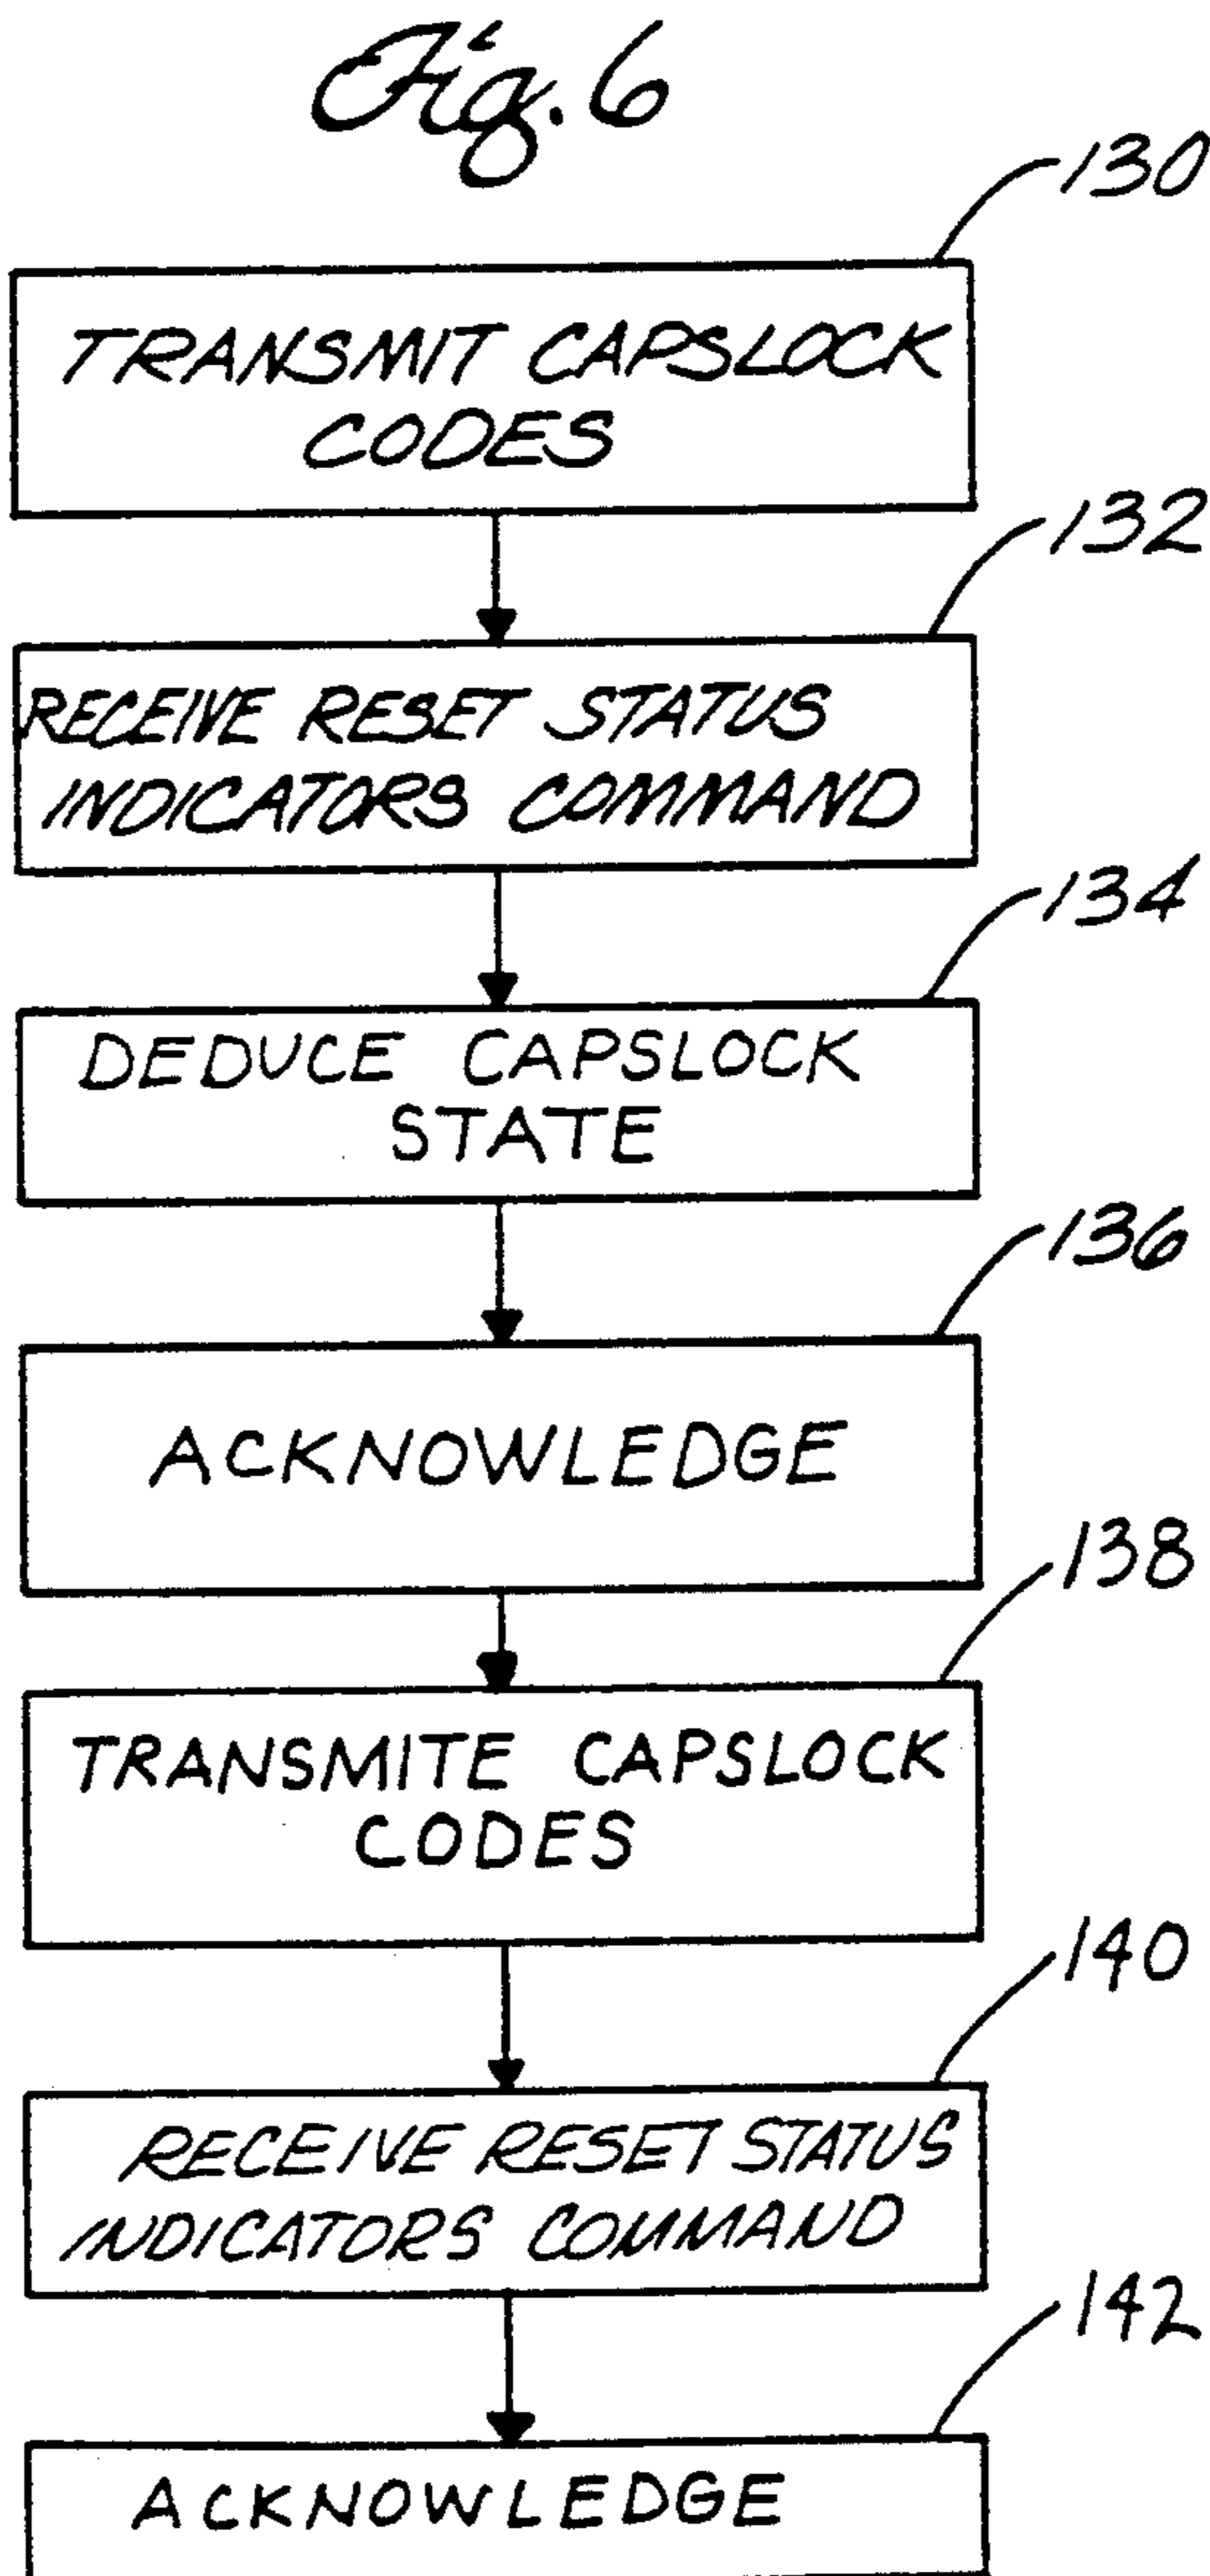 Fig. 6
130
TRANSMIT CAPSLOCK
CODES
132
RECEIVE RESET STATUS
INDICATORS COMMAND
134
DEDUCE CAPSLOCK
STATE
136
ACKNOWLEDGE
138
TRANSMITE CAPSLOCK
CODES
140
RECEIVE RESET STATUS
INDICATORS COMMAND
142
ACKNOWLEDGE